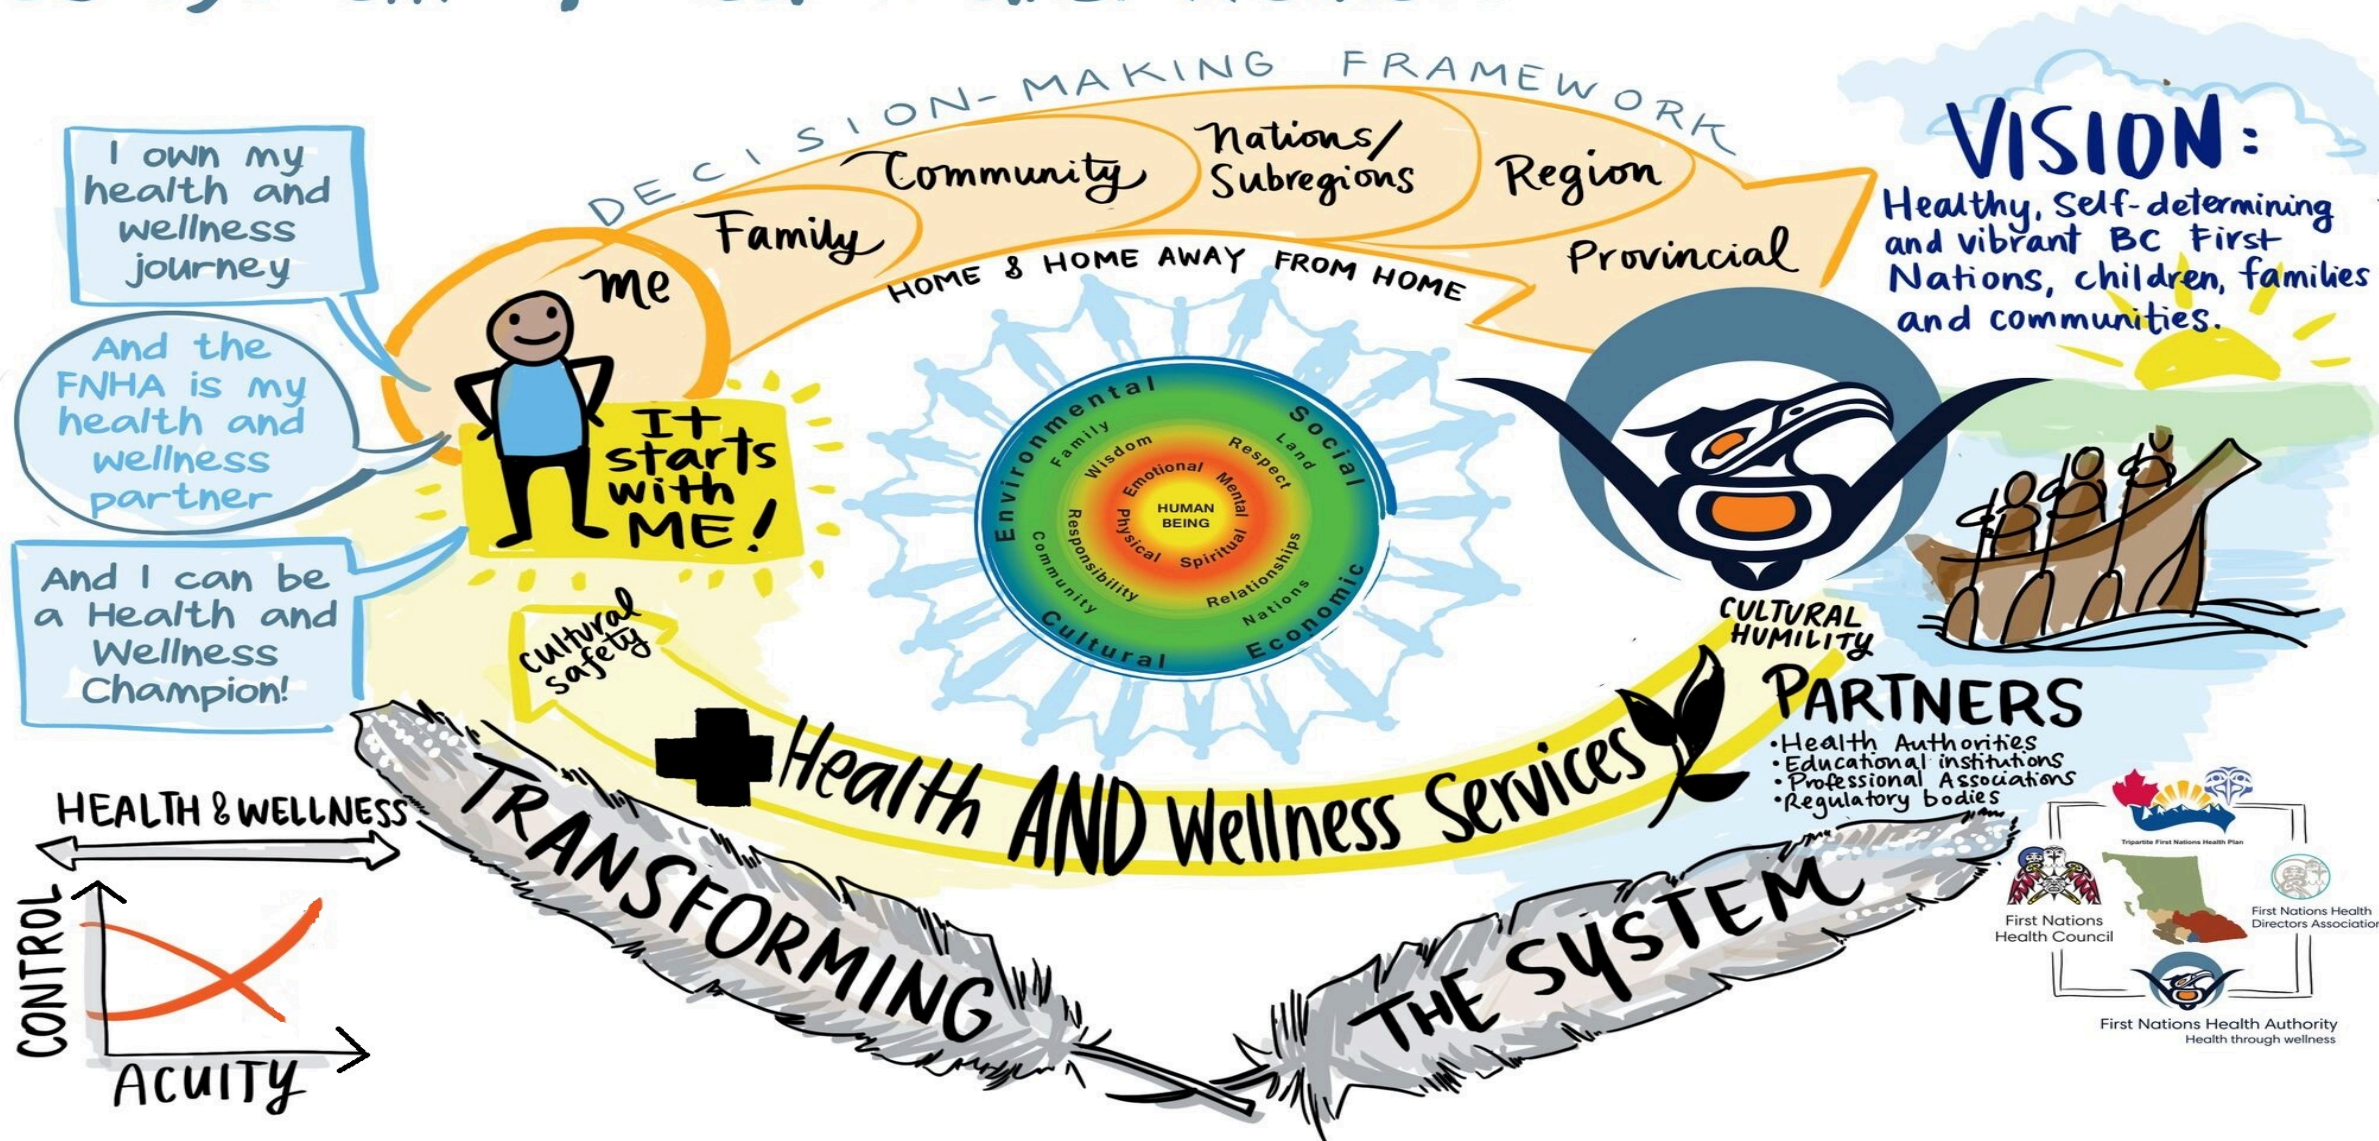 DECISION-MAKING FRAMEWORK
I own my
health and
wellness
journey
And the
FNHA is my
health and
wellness
partner
And I can be
a Health and
Wellness
Champion!
me
Family
Community
Nations/
Subregions
Region
Provincial
HOME & HOME AWAY FROM HOME
It
starts
with
ME!
VISION:
Healthy, Self-determining
and vibrant BC First
Nations, children, families
and communities.
Environmental
Social
Cultural
Economic
Family
Land
Community
Nations
Wisdom
Respect
Responsibility
Relationships
Emotional
Mental
Physical
Spiritual
HUMAN
BEING
cultural
safety
Health AND Wellness Services
CULTURAL
HUMILITY
PARTNERS
•Health Authorities
•Educational institutions
•Professional Associations
•Regulatory bodies
HEALTH & WELLNESS
CONTROL
ACUITY
TRANSFORMING
THE SYSTEM
Tripartite First Nations Health Plan
First Nations
Health Council
First Nations Health
Directors Association
First Nations Health Authority
Health through wellness